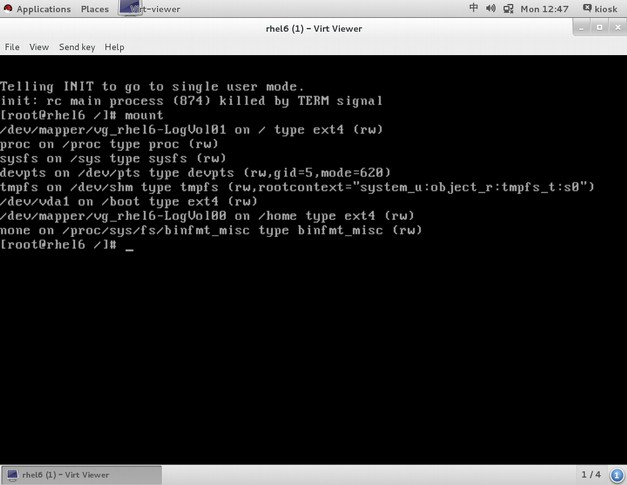 Applications Places Virt-viewer 中 Mon 12:47 kiosk
rhel6 (1) – Virt Viewer
File View Send key Help
Telling INIT to go to single user mode.
init: rc main process (874) killed by TERM signal
[root@rhel6 /]# mount
/dev/mapper/vg_rhel6-LogVol01 on / type ext4 (rw)
proc on /proc type proc (rw)
sysfs on /sys type sysfs (rw)
devpts on /dev/pts type devpts (rw,gid=5,mode=620)
tmpfs on /dev/shm type tmpfs (rw,rootcontext="system_u:object_r:tmpfs_t:s0")
/dev/vda1 on /boot type ext4 (rw)
/dev/mapper/vg_rhel6-LogVol00 on /home type ext4 (rw)
none on /proc/sys/fs/binfmt_misc type binfmt_misc (rw)
[root@rhel6 /]# _
rhel6 (1) – Virt Viewer 1 / 4 1